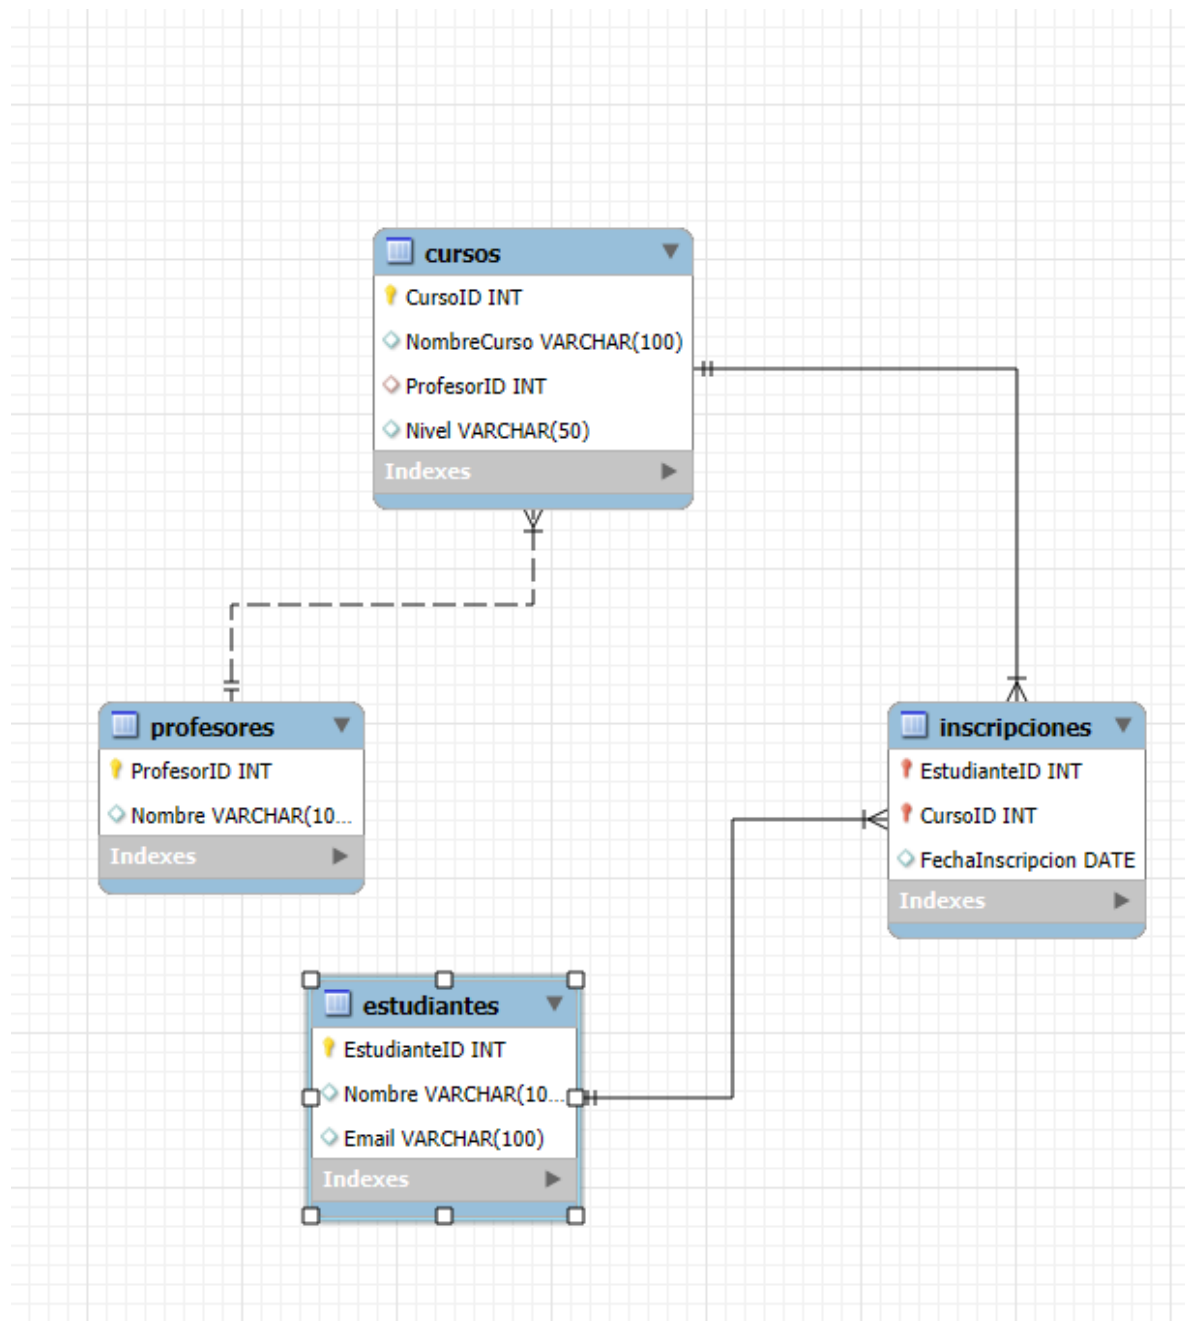 cursos
CursoID INT
NombreCurso VARCHAR(100)
ProfesorID INT
Nivel VARCHAR(50)
Indexes
profesores
ProfesorID INT
Nombre VARCHAR(10...
Indexes
inscripciones
EstudianteID INT
CursoID INT
FechaInscripcion DATE
Indexes
estudiantes
EstudianteID INT
Nombre VARCHAR(10...
Email VARCHAR(100)
Indexes